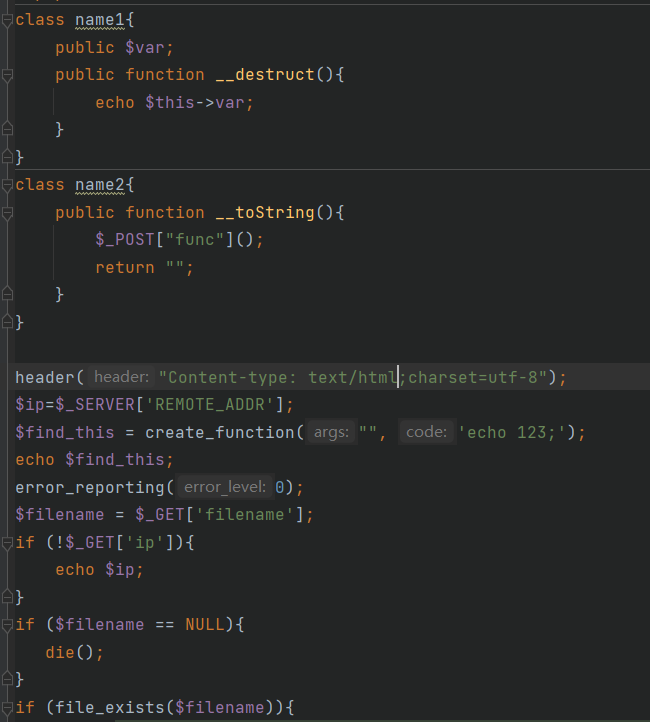 class name1{
    public $var;
    public function __destruct(){
        echo $this->var;
    }
}
class name2{
    public function __toString(){
        $_POST["func"]();
        return "";
    }
}
header( header: "Content-type: text/html;charset=utf-8");
$ip=$_SERVER['REMOTE_ADDR'];
$find_this = create_function( args: "", code: 'echo 123;');
echo $find_this;
error_reporting( error_level: 0);
$filename = $_GET['filename'];
if (!$_GET['ip']){
    echo $ip;
}
if ($filename == NULL){
   die();
}
if (file_exists($filename)){